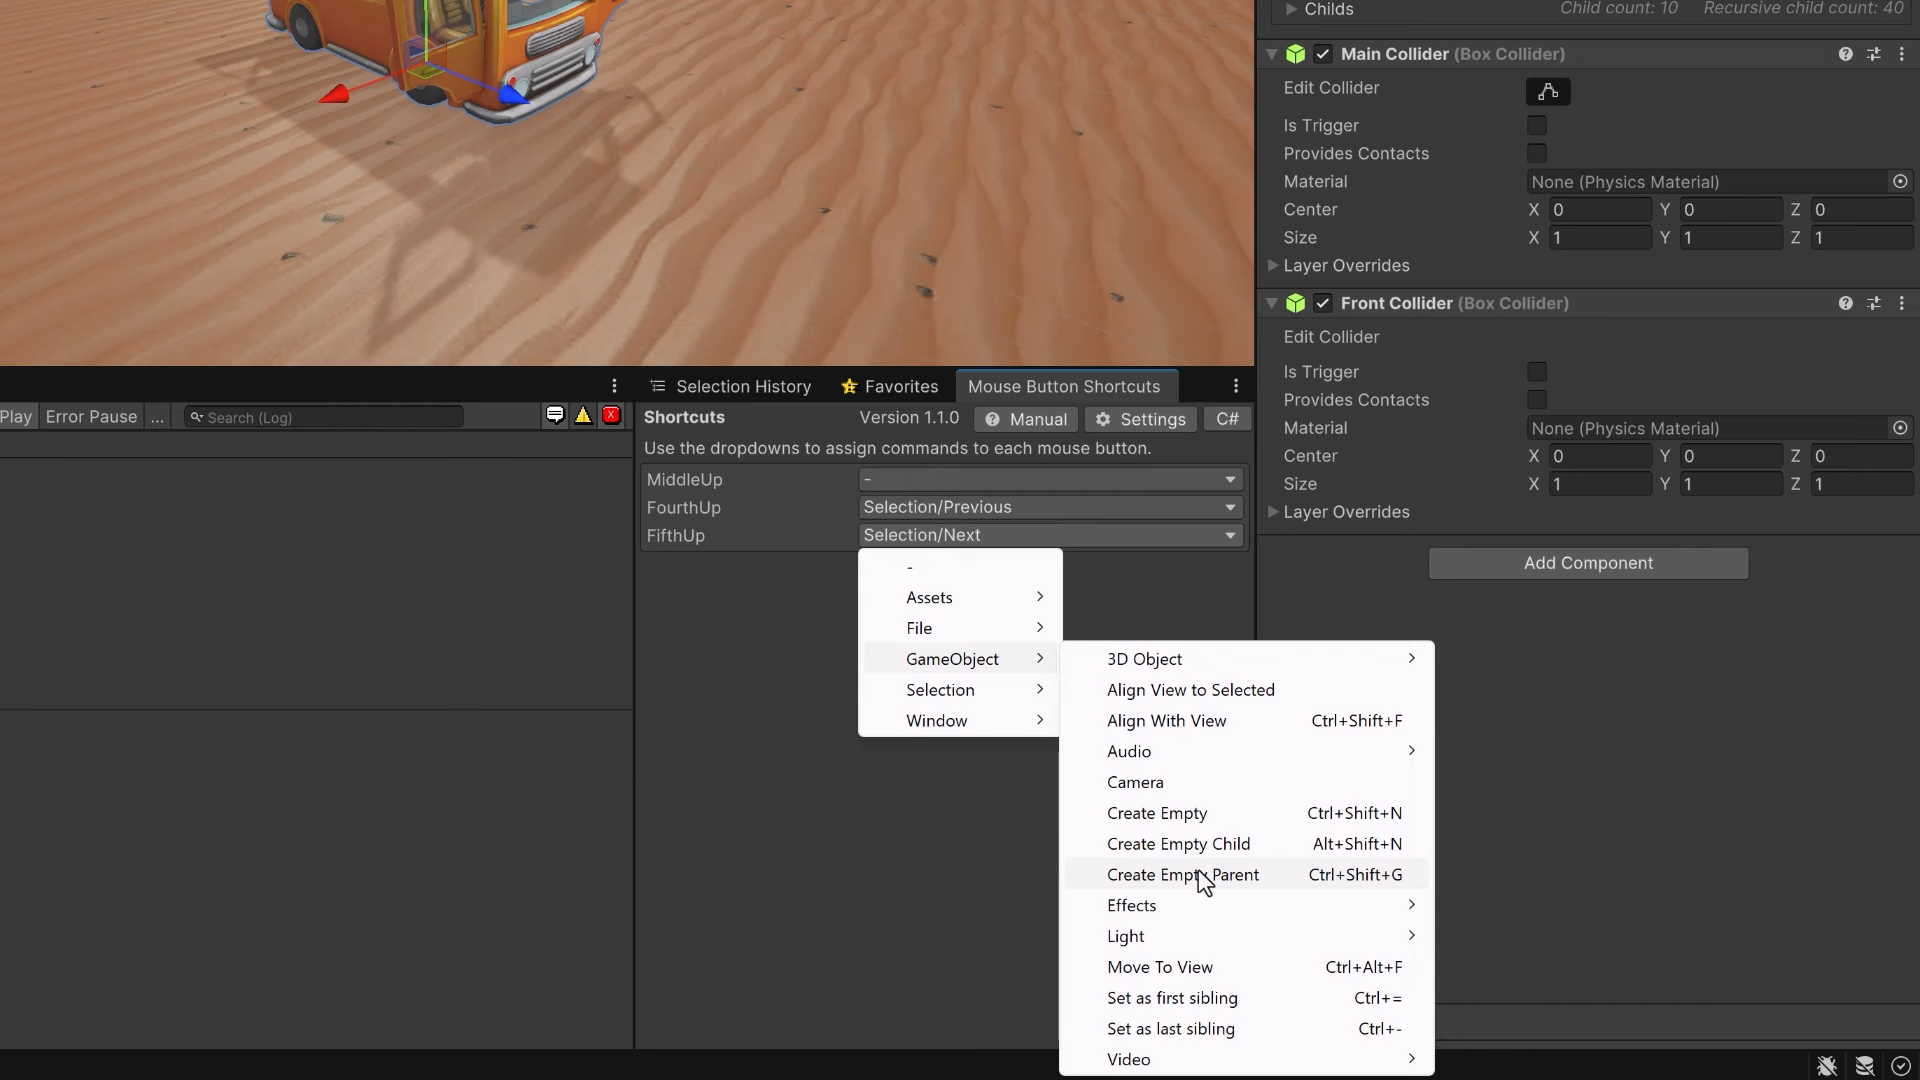 Childs Child count: 10 Recursive child count: 40
Main Collider (Box Collider)
Edit Collider
Is Trigger
Provides Contacts
Material None (Physics Material)
Center X 0 Y 0 Z 0
Size X 1 Y 1 Z 1
Layer Overrides
Front Collider (Box Collider)
Edit Collider
Is Trigger
Provides Contacts
Material None (Physics Material)
Center X 0 Y 0 Z 0
Size X 1 Y 1 Z 1
Layer Overrides
Add Component
Selection History Favorites Mouse Button Shortcuts
Play Error Pause ... Search (Log)
Shortcuts Version 1.1.0 Manual Settings C#
Use the dropdowns to assign commands to each mouse button.
MiddleUp -
FourthUp Selection/Previous
FifthUp Selection/Next
-
Assets
File
GameObject
Selection
Window
3D Object
Align View to Selected
Align With View Ctrl+Shift+F
Audio
Camera
Create Empty Ctrl+Shift+N
Create Empty Child Alt+Shift+N
Create Empty Parent Ctrl+Shift+G
Effects
Light
Move To View Ctrl+Alt+F
Set as first sibling Ctrl+=
Set as last sibling Ctrl+-
Video